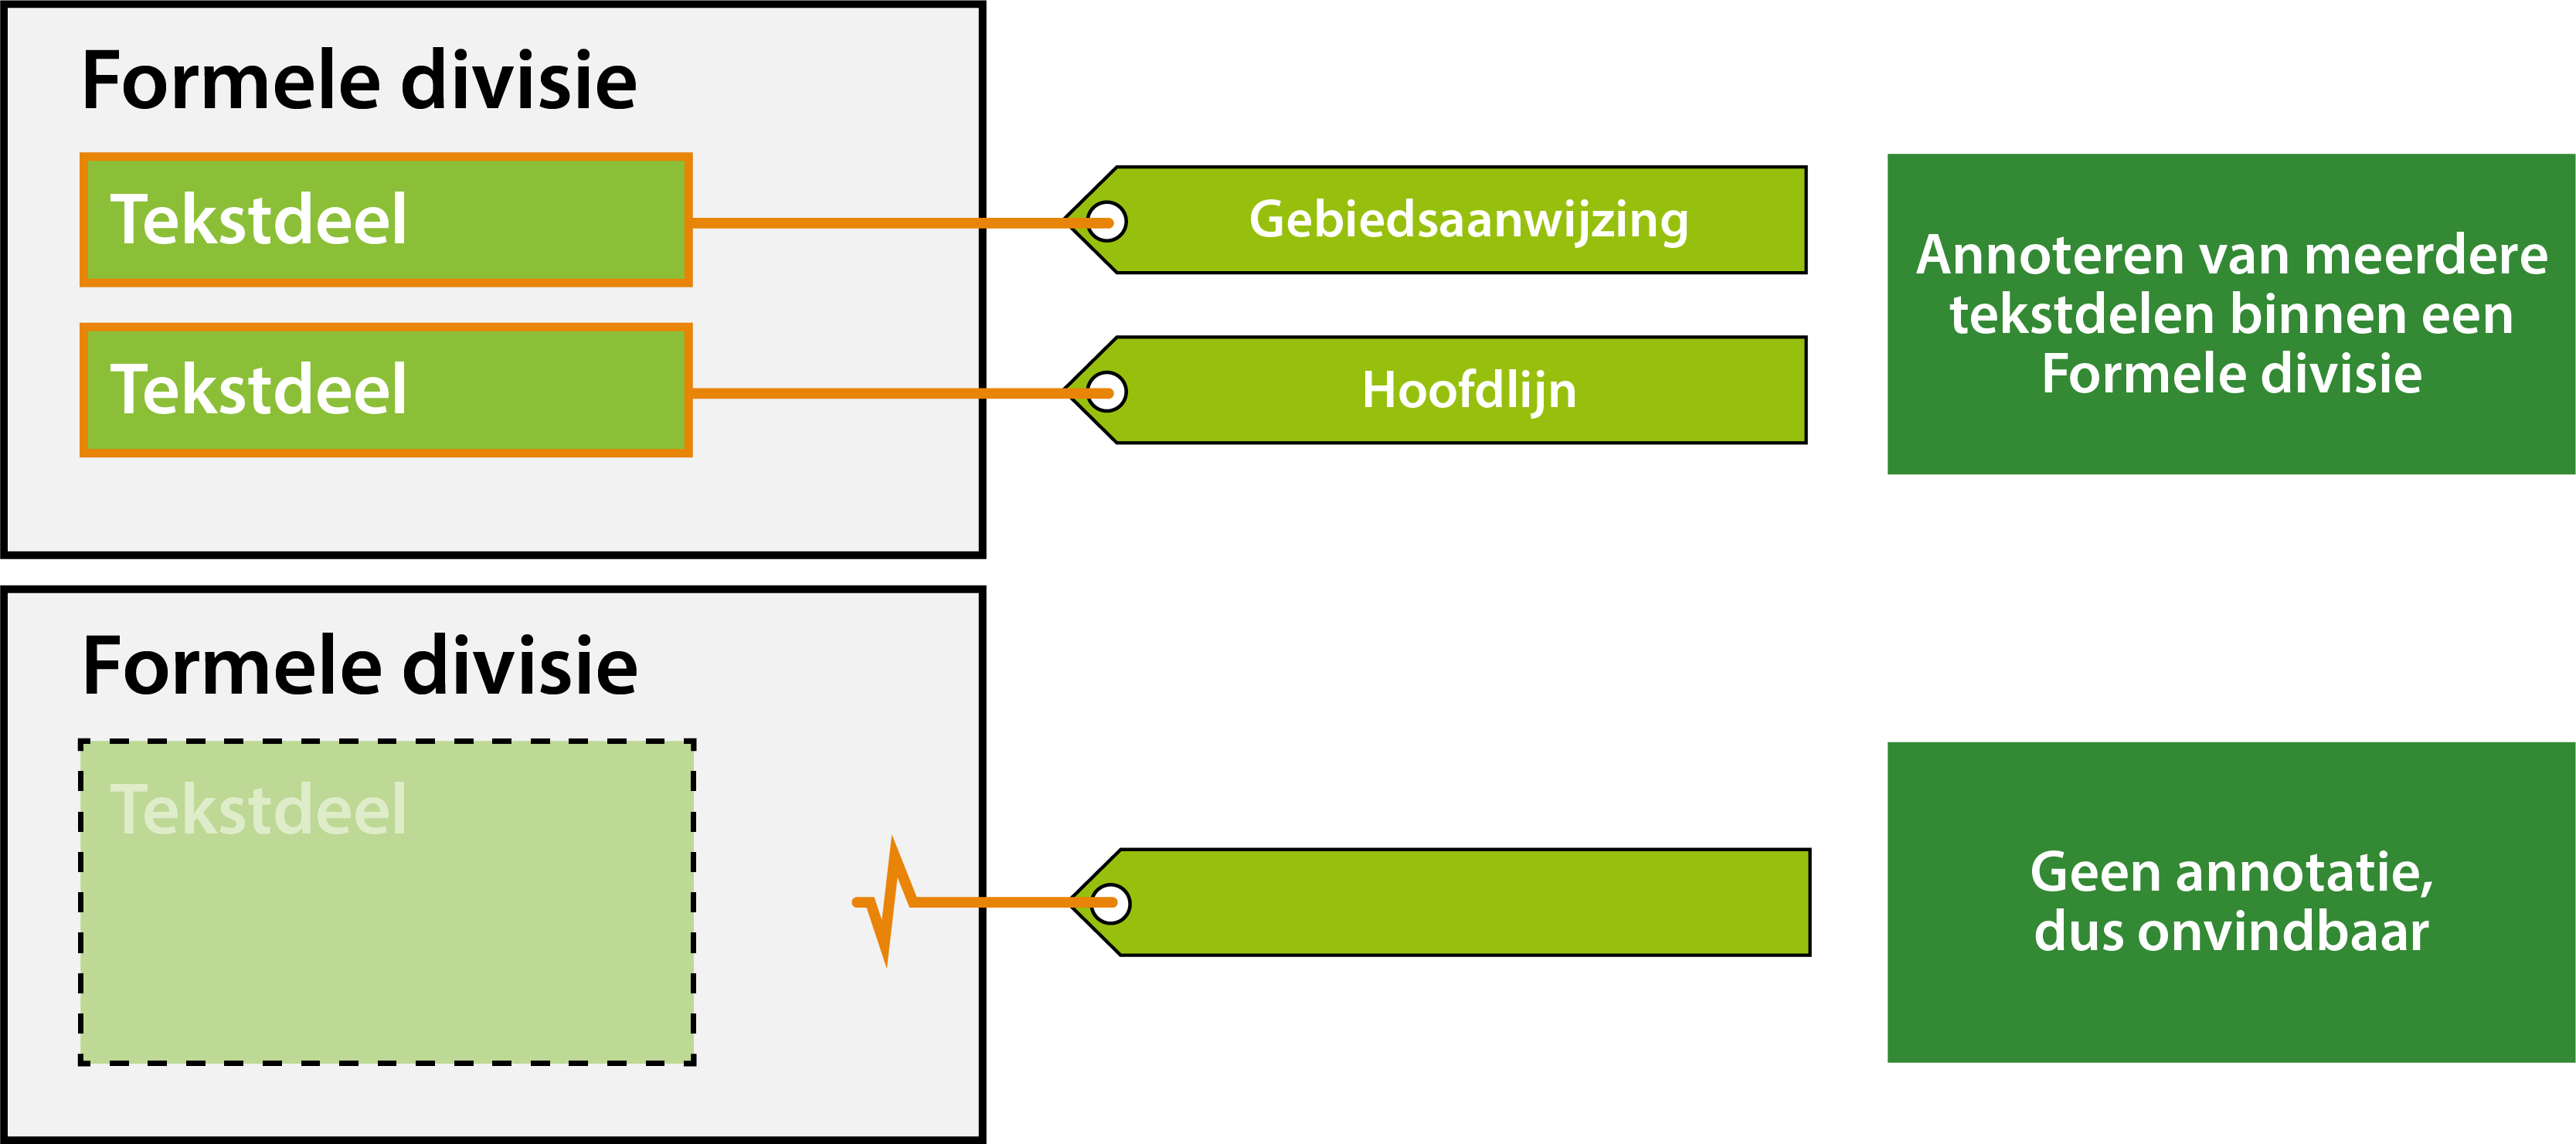 Formele divisie
Tekstdeel
Gebiedsaanwijzing
Tekstdeel
Hoofdlijn
Annoteren van meerdere
tekstdelen binnen een
Formele divisie
Formele divisie
Tekstdeel
Geen annotatie,
dus onvindbaar